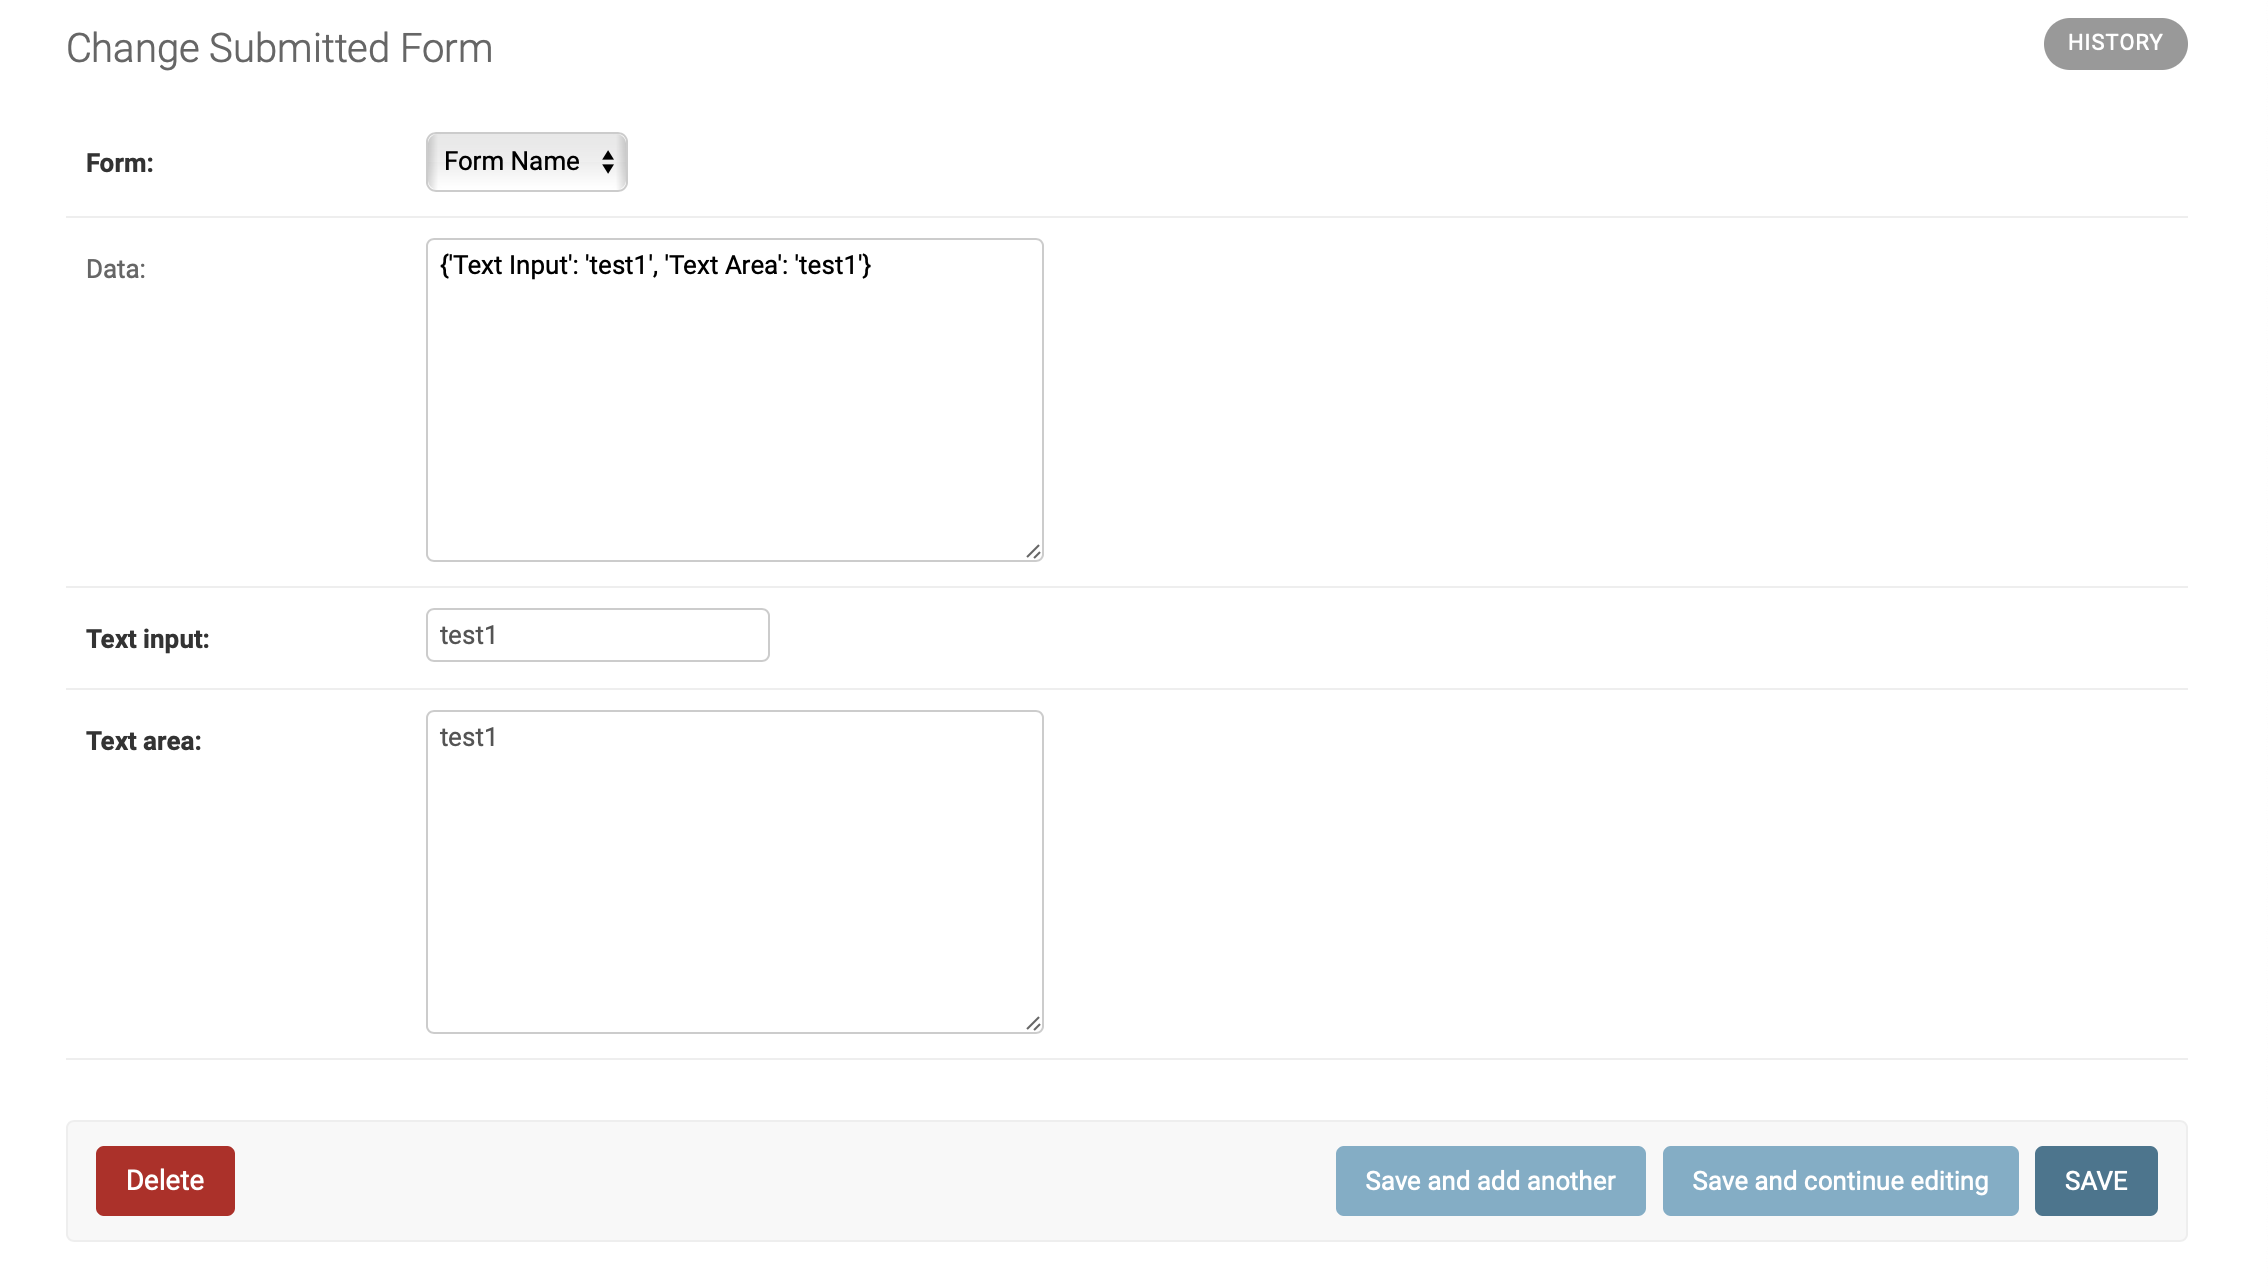 Change Submitted Form
HISTORY
Form:
Form Name
Data:
{'Text Input': 'test1', 'Text Area': 'test1'}
Text input:
test1
Text area:
test1
Delete
Save and add another
Save and continue editing
SAVE